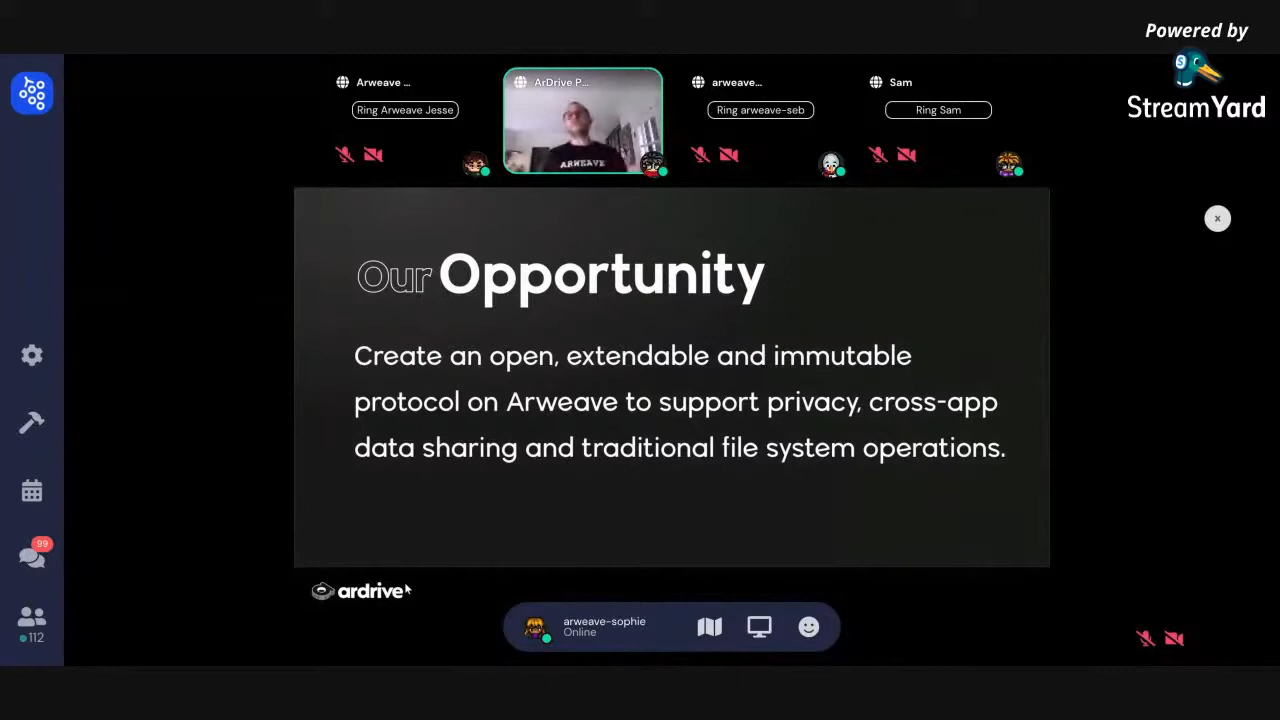 Powered by
StreamYard
Arweave ...
Ring Arweave Jesse
ArDrive P...
ARWEAVE
arweave...
Ring arweave-seb
Sam
Ring Sam
Our Opportunity
Create an open, extendable and immutable
protocol on Arweave to support privacy, cross-app
data sharing and traditional file system operations.
99
112
ardrive
arweave-sophie
Online